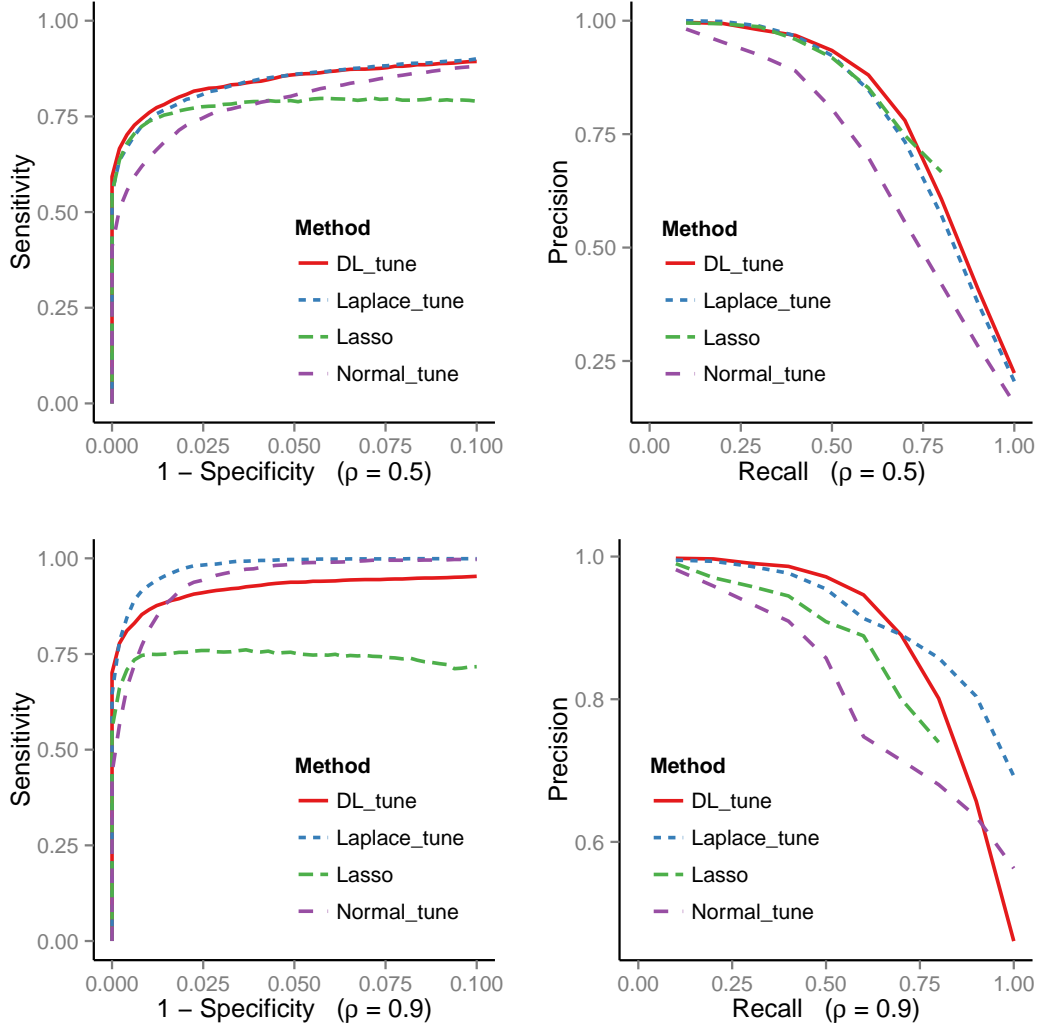 1.00
0.75
0.50
0.25
0.00
Sensitivity
Method
DL_tune
Laplace_tune
Lasso
Normal_tune
0.000 0.025 0.050 0.075 0.100
1 − Specificity (ρ = 0.5)
1.00
0.75
0.50
0.25
Precision
Method
DL_tune
Laplace_tune
Lasso
Normal_tune
0.00 0.25 0.50 0.75 1.00
Recall (ρ = 0.5)
1.00
0.75
0.50
0.25
0.00
Sensitivity
Method
DL_tune
Laplace_tune
Lasso
Normal_tune
0.000 0.025 0.050 0.075 0.100
1 − Specificity (ρ = 0.9)
1.0
0.8
0.6
Precision
Method
DL_tune
Laplace_tune
Lasso
Normal_tune
0.00 0.25 0.50 0.75 1.00
Recall (ρ = 0.9)